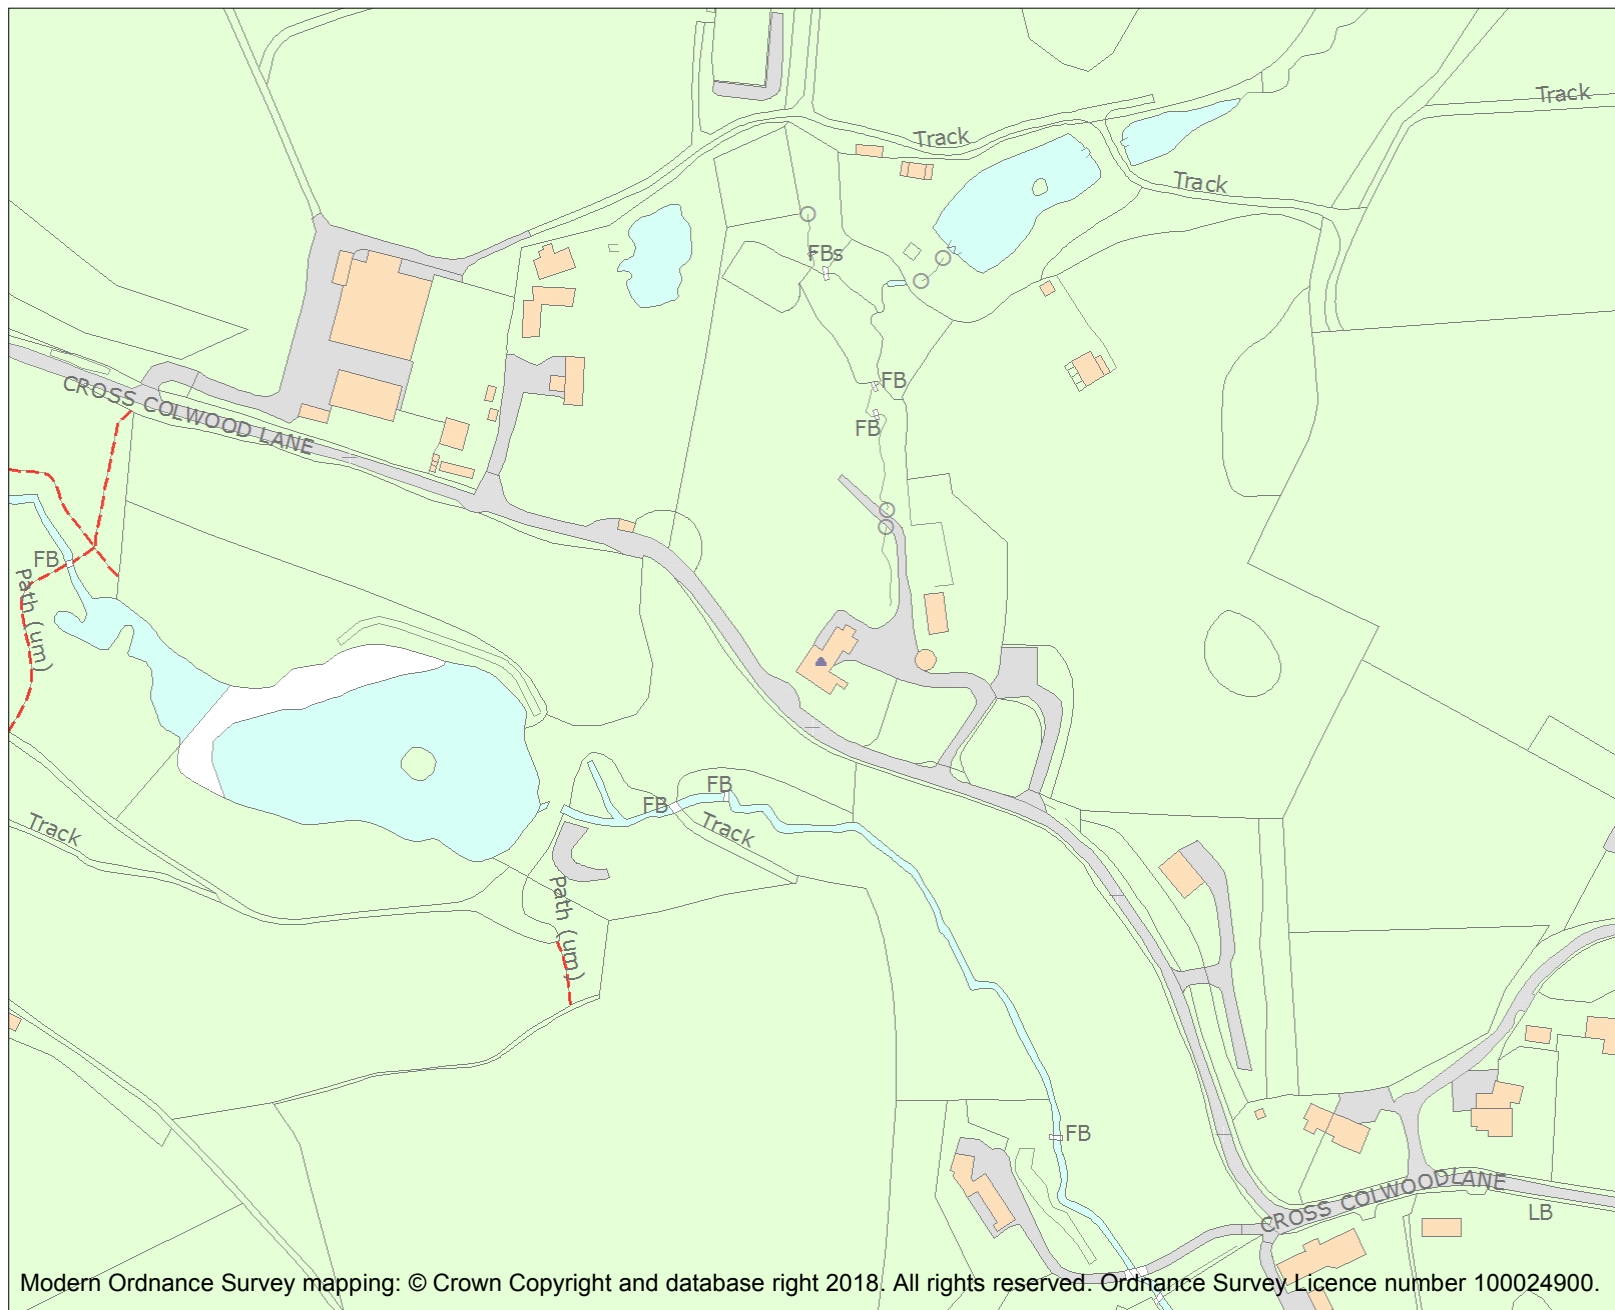 Track
Track
Track
FBs
FB
CROSS COLWOOD LANE
FB
FB
Path (um)
FB
FB
Track
Track
Path (um)
FB
CROSS COLWOODLANE
LB
Modern Ordnance Survey mapping: © Crown Copyright and database right 2018. All rights reserved. Ordnance Survey Licence number 100024900.